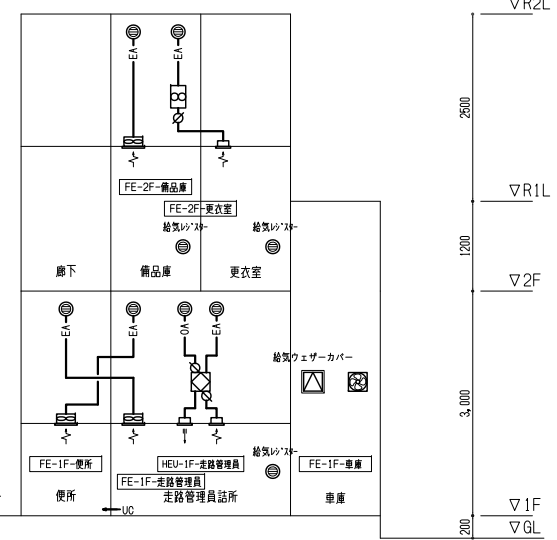 ▽R2L
EA
EA
2600
FE-2F-備品庫
▽R1L
FE-2F-更衣室
給気レジスター
給気レジスター
1200
廊下
備品庫
更衣室
▽2F
EA
EA
OA
EA
給気ウェザーカバー
3,000
給気レジスター
FE-1F-便所
HEU-1F-走路管理員
FE-1F-車庫
FE-1F-走路管理員
便所
走路管理員詰所
車庫
▽1F
UC
200
▽GL